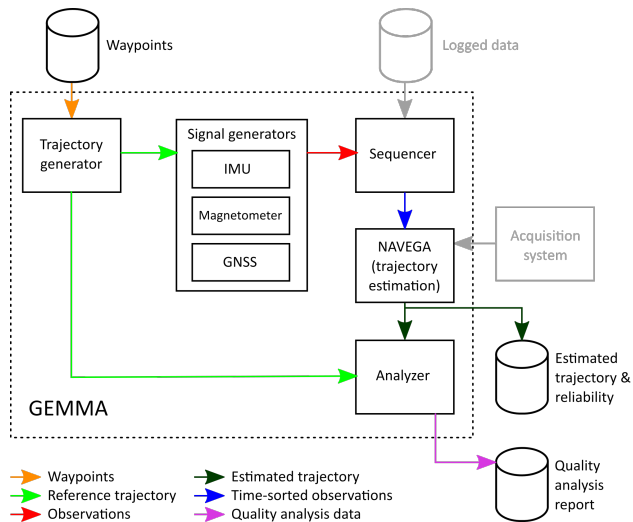 Waypoints
Logged data
Trajectory
generator
Signal generators
IMU
Magnetometer
GNSS
Sequencer
NAVEGA
(trajectory
estimation)
Acquisition
system
Analyzer
Estimated
trajectory &
reliability
GEMMA
Quality
analysis
report
Waypoints
Reference trajectory
Observations
Estimated trajectory
Time-sorted observations
Quality analysis data